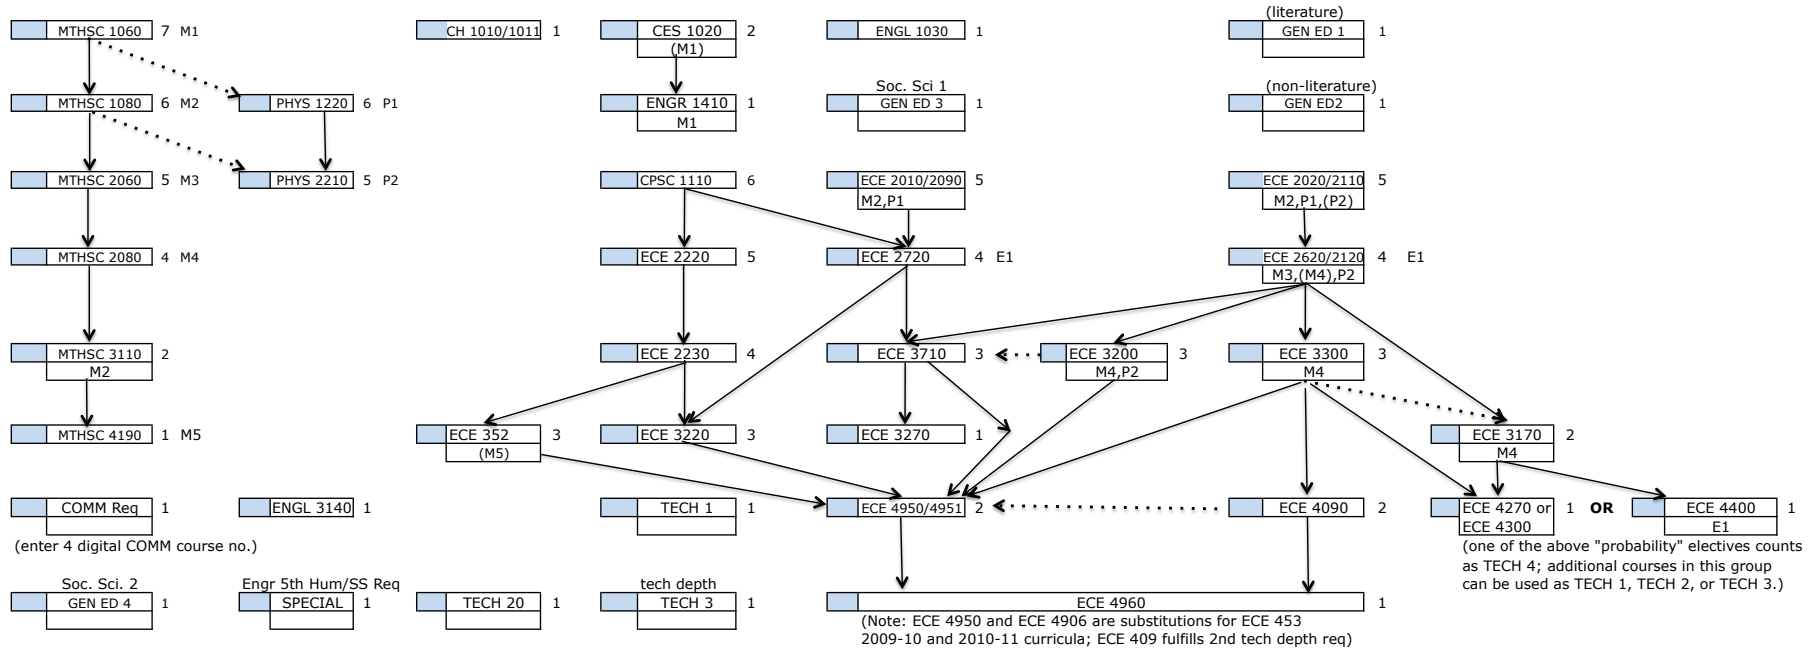 (literature)
MTHSC 1060 7 M1 CH 1010/1011 1 CES 1020 2 ENGL 1030 1 GEN ED 1 1
(M1)
Soc. Sci 1 (non-literature)
MTHSC 1080 6 M2 PHYS 1220 6 P1 ENGR 1410 1 GEN ED 3 1 GEN ED2 1
M1
MTHSC 2060 5 M3 PHYS 2210 5 P2 CPSC 1110 6 ECE 2010/2090 5 ECE 2020/2110 5
M2,P1 M2,P1,(P2)
MTHSC 2080 4 M4 ECE 2220 5 ECE 2720 4 E1 ECE 2620/2120 4 E1
M3,(M4),P2
MTHSC 3110 2 ECE 2230 4 ECE 3710 3 ECE 3200 3 ECE 3300 3
M2 M4,P2 M4
MTHSC 4190 1 M5 ECE 352 3 ECE 3220 3 ECE 3270 1 ECE 3170 2
(M5) M4
COMM Req 1 ENGL 3140 1 TECH 1 1 ECE 4950/4951 2 ECE 4090 2 ECE 4270 or 1 OR ECE 4400 1
ECE 4300 E1
(enter 4 digital COMM course no.) (one of the above "probability" electives counts
as TECH 4; additional courses in this group
can be used as TECH 1, TECH 2, or TECH 3.)
Soc. Sci. 2 Engr 5th Hum/SS Req tech depth
GEN ED 4 1 SPECIAL 1 TECH 20 1 TECH 3 1 ECE 4960 1
(Note: ECE 4950 and ECE 4906 are substitutions for ECE 453
2009-10 and 2010-11 curricula; ECE 409 fulfills 2nd tech depth req)